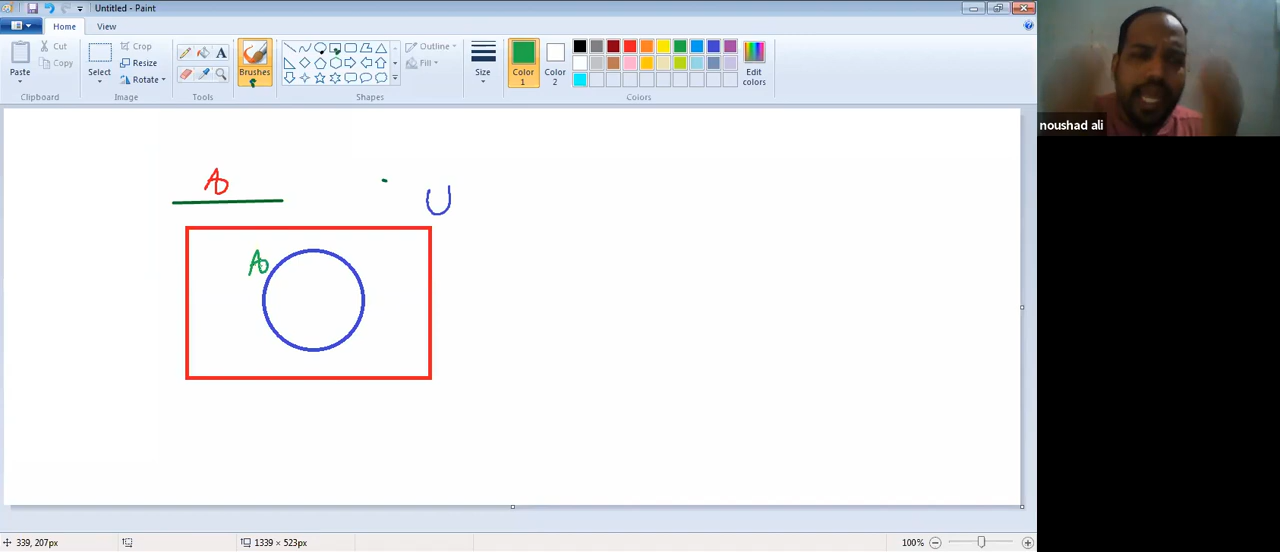 Untitled - Paint
Home
View
Paste
Cut
Copy
Clipboard
Select
Crop
Resize
Rotate
Image
Tools
Brushes
Outline
Fill
Shapes
Size
Color 1
Color 2
Edit colors
Colors
noushad ali
A
U
A
339, 207px
1339 × 523px
100%